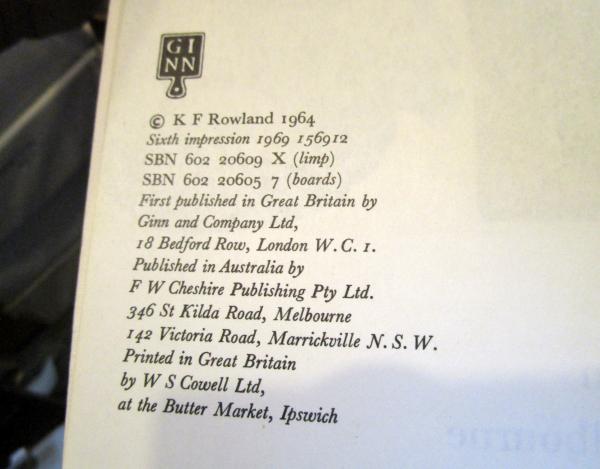 GI
NN
© K F Rowland 1964
Sixth impression 1969 156912
SBN 602 20609 X (limp)
SBN 602 20605 7 (boards)
First published in Great Britain by
Ginn and Company Ltd,
18 Bedford Row, London W. C. 1.
Published in Australia by
F W Cheshire Publishing Pty Ltd.
346 St Kilda Road, Melbourne
142 Victoria Road, Marrickville N. S. W.
Printed in Great Britain
by W S Cowell Ltd,
at the Butter Market, Ipswich